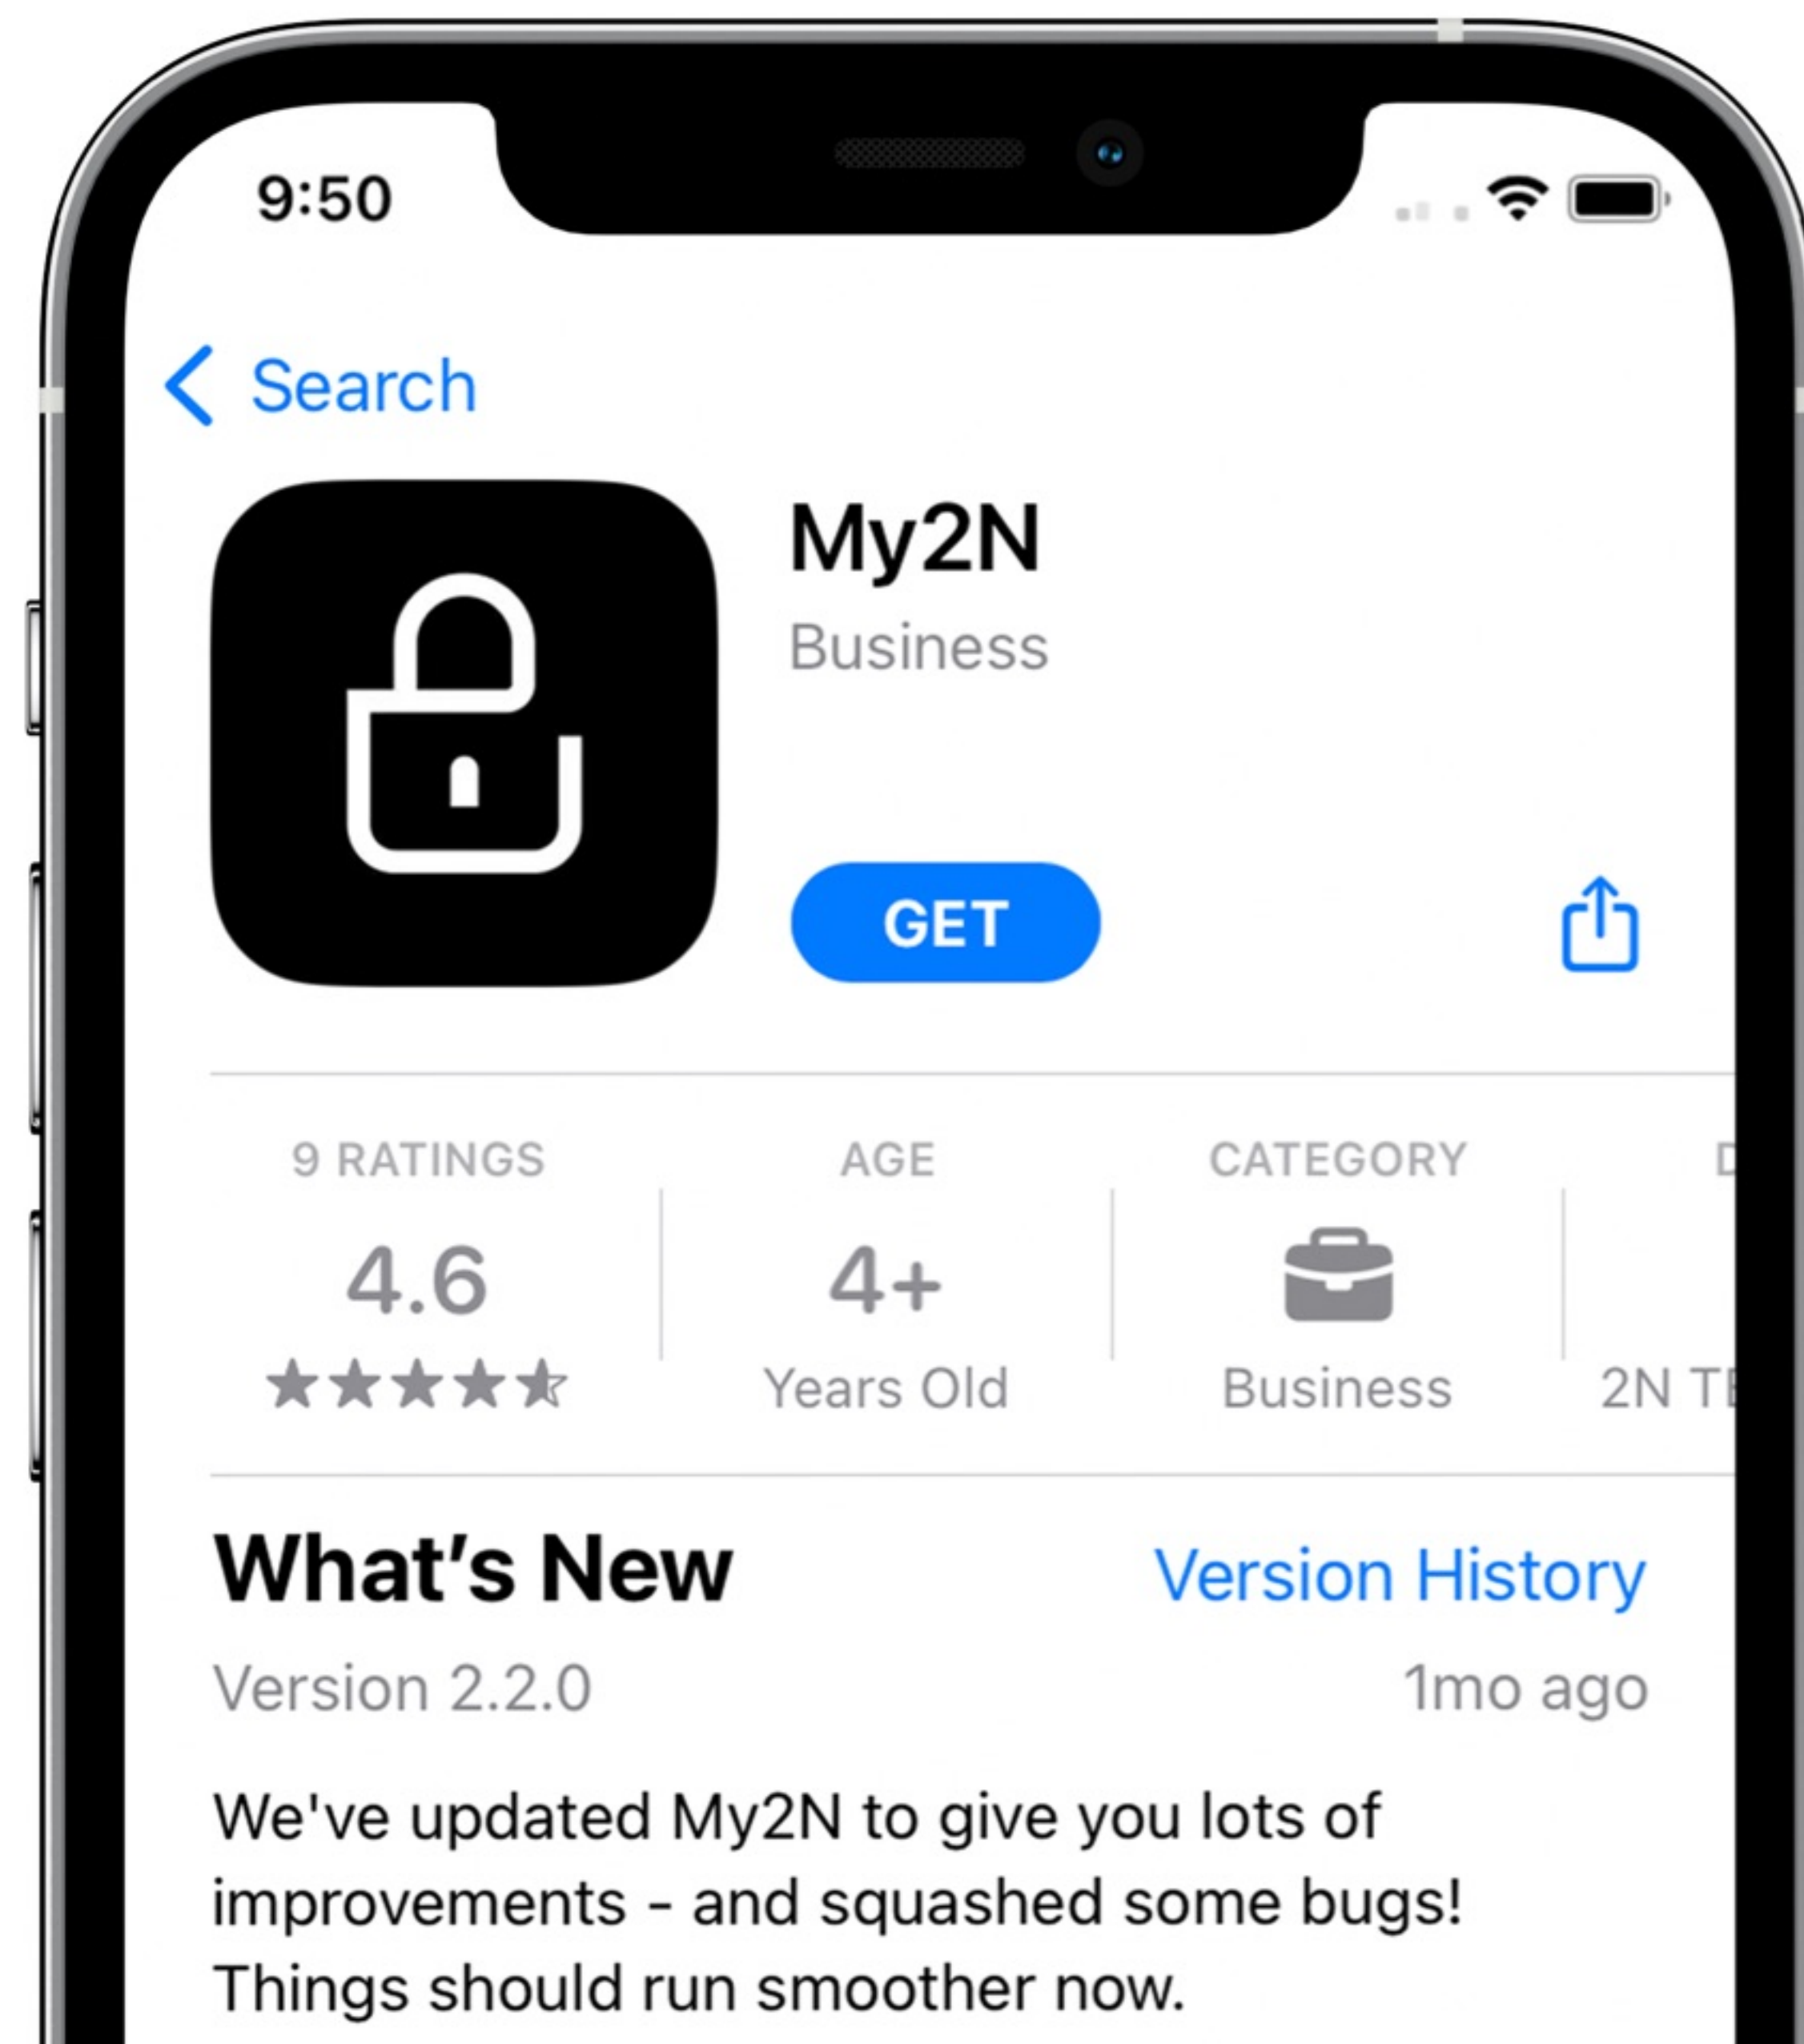 9:50
Search
My2N
Business
GET
9 RATINGS
AGE
CATEGORY
4.6
4+
Years Old
Business
2N
What’s New
Version History
Version 2.2.0
1mo ago
We've updated My2N to give you lots of
improvements - and squashed some bugs!
Things should run smoother now.